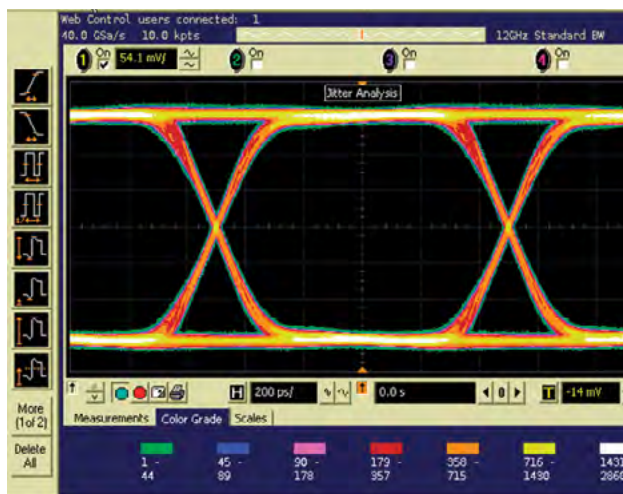 Web Control users connected: 1
40.0 GSa/s 10.0 kpts 12GHz Standard BW
1 On 54.1 mV/ 2 On 3 On 4 On
Jitter Analysis
More
(1 of 2)
Delete
All
H 200 ps/ 0.0 s 0 T -14 mV
Measurements Color Grade Scales
1 - 45 - 90 - 179 - 358 - 716 - 1431
44 89 178 357 715 1430 2860